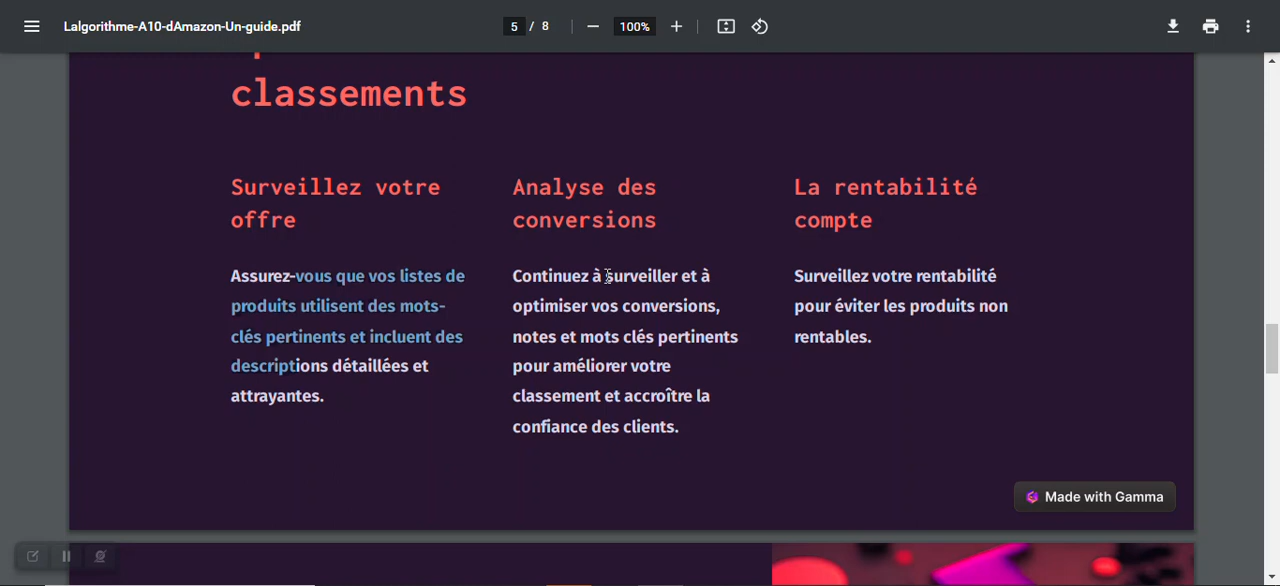 Lalgorithme-A10-dAmazon-Un-guide.pdf
5 / 8
100%
classements
Surveillez votre
offre
Assurez-vous que vos listes de
produits utilisent des mots-
clés pertinents et incluent des
descriptions détaillées et
attrayantes.
Analyse des
conversions
Continuez à surveiller et à
optimiser vos conversions,
notes et mots clés pertinents
pour améliorer votre
classement et accroître la
confiance des clients.
La rentabilité
compte
Surveillez votre rentabilité
pour éviter les produits non
rentables.
Made with Gamma